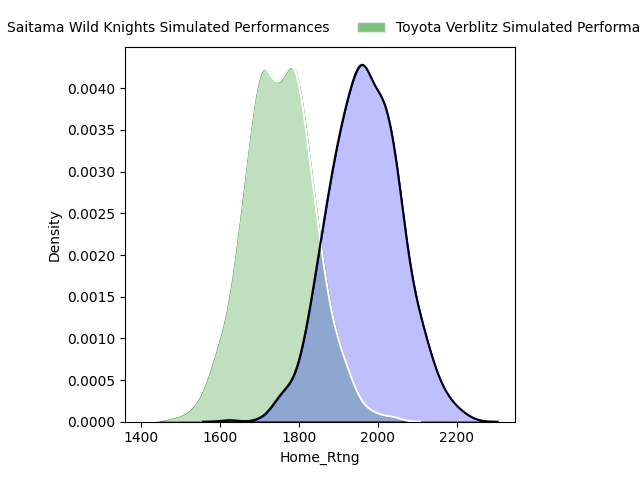 Saitama Wild Knights Simulated Performances Toyota Verblitz Simulated Performa
0.0040
0.0035
0.0030
0.0025
0.0020
0.0015
0.0010
0.0005
0.0000
Density
1400 1600 1800 2000 2200
Home_Rtng